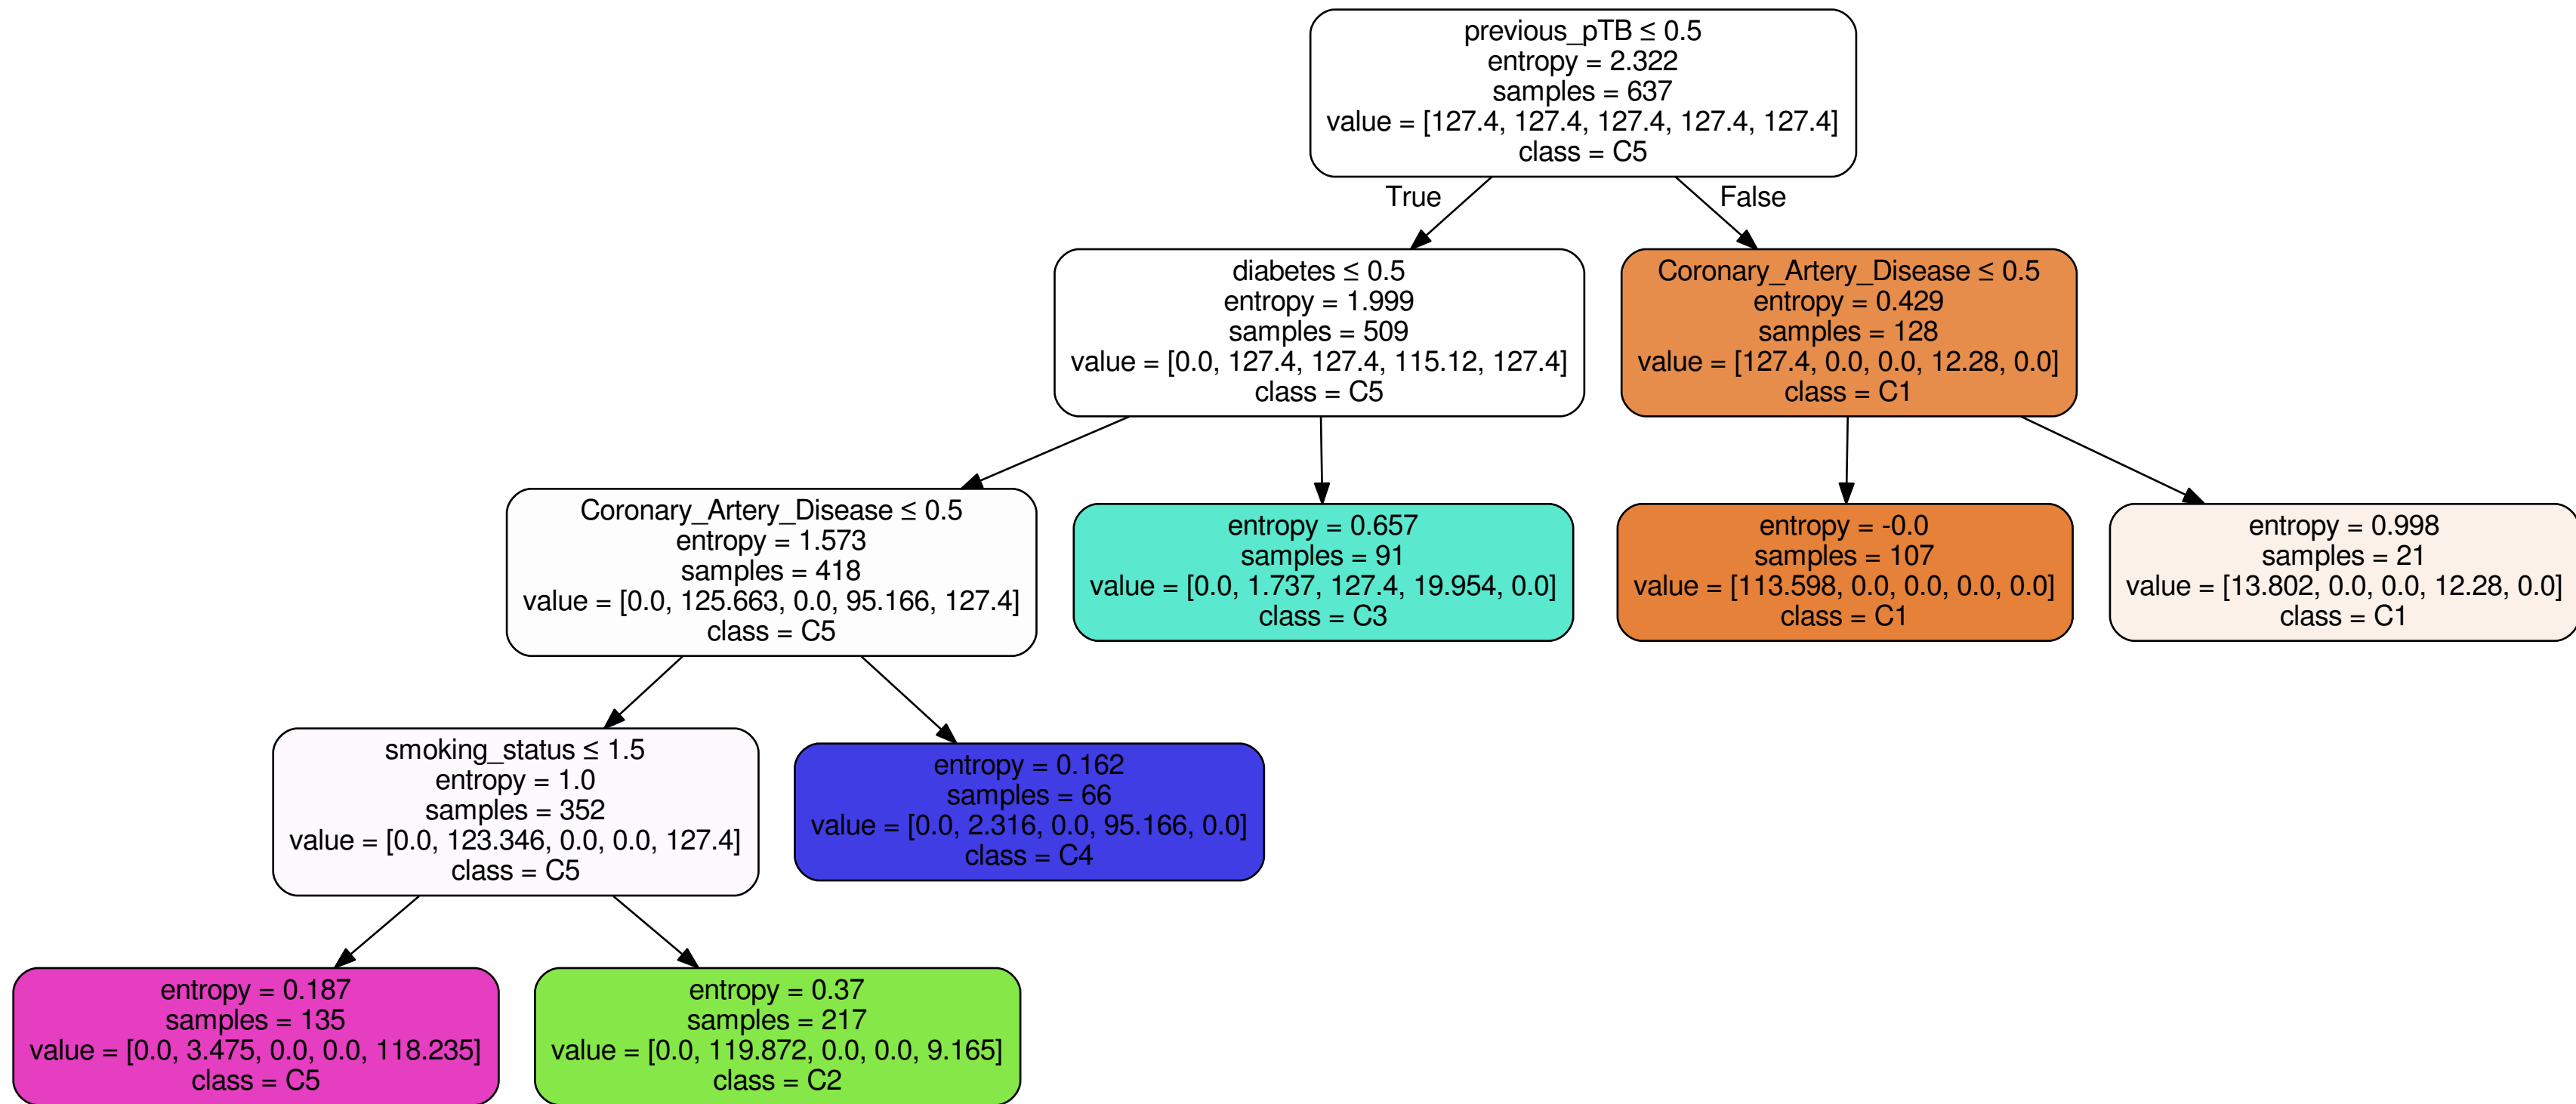 previous_pTB ≤ 0.5
entropy = 2.322
samples = 637
value = [127.4, 127.4, 127.4, 127.4, 127.4]
class = C5
True
False
diabetes ≤ 0.5
entropy = 1.999
samples = 509
value = [0.0, 127.4, 127.4, 115.12, 127.4]
class = C5
Coronary_Artery_Disease ≤ 0.5
entropy = 0.429
samples = 128
value = [127.4, 0.0, 0.0, 12.28, 0.0]
class = C1
Coronary_Artery_Disease ≤ 0.5
entropy = 1.573
samples = 418
value = [0.0, 125.663, 0.0, 95.166, 127.4]
class = C5
entropy = 0.657
samples = 91
value = [0.0, 1.737, 127.4, 19.954, 0.0]
class = C3
entropy = -0.0
samples = 107
value = [113.598, 0.0, 0.0, 0.0, 0.0]
class = C1
entropy = 0.998
samples = 21
value = [13.802, 0.0, 0.0, 12.28, 0.0]
class = C1
smoking_status ≤ 1.5
entropy = 1.0
samples = 352
value = [0.0, 123.346, 0.0, 0.0, 127.4]
class = C5
entropy = 0.162
samples = 66
value = [0.0, 2.316, 0.0, 95.166, 0.0]
class = C4
entropy = 0.187
samples = 135
value = [0.0, 3.475, 0.0, 0.0, 118.235]
class = C5
entropy = 0.37
samples = 217
value = [0.0, 119.872, 0.0, 0.0, 9.165]
class = C2